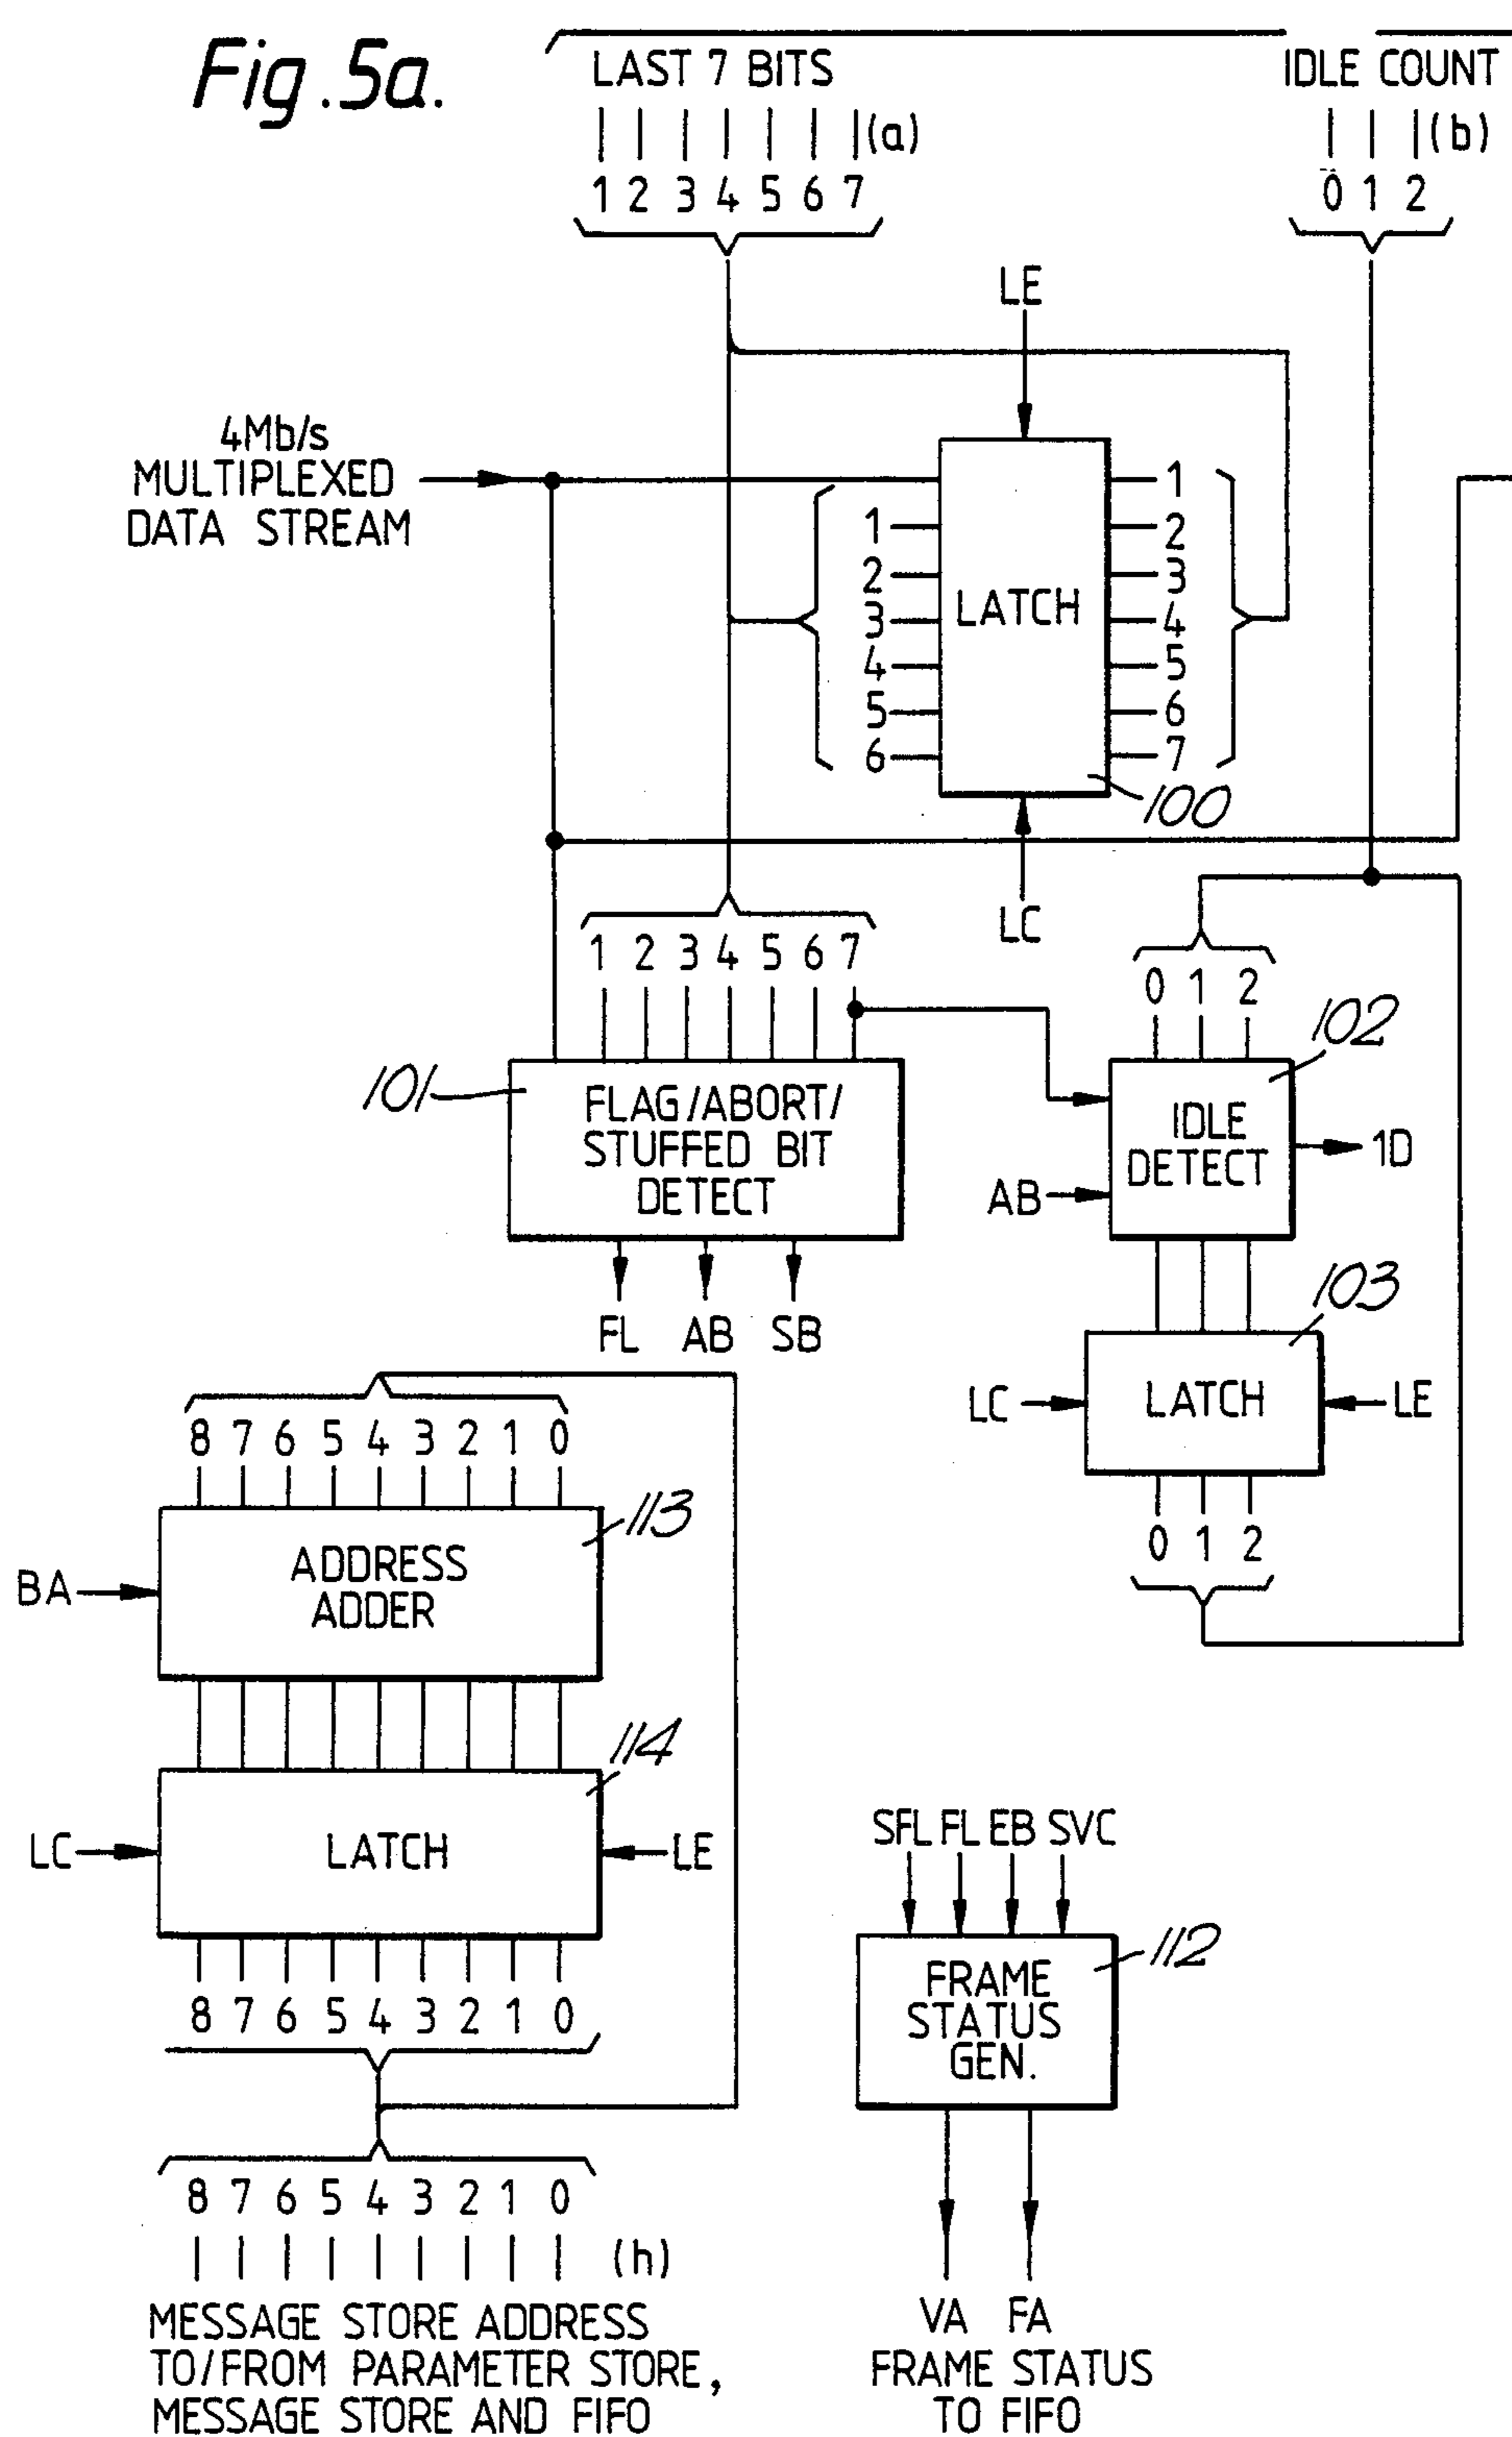 Fig. 5a.
LAST 7 BITS
(a)
1 2 3 4 5 6 7
IDLE COUNT
(b)
0 1 2
LE
4Mb/s
MULTIPLEXED
DATA STREAM
1
2
3
4
5
6
LATCH
1
2
3
4
5
6
7
100
LC
1 2 3 4 5 6 7
101
FLAG/ABORT/
STUFFED BIT
DETECT
FL AB SB
0 1 2
102
IDLE
DETECT
AB
1D
103
LC
LATCH
LE
0 1 2
8 7 6 5 4 3 2 1 0
113
BA
ADDRESS
ADDER
114
LC
LATCH
LE
8 7 6 5 4 3 2 1 0
8 7 6 5 4 3 2 1 0
(h)
MESSAGE STORE ADDRESS
TO/FROM PARAMETER STORE,
MESSAGE STORE AND FIFO
SFL FL EB SVC
112
FRAME
STATUS
GEN.
VA FA
FRAME STATUS
TO FIFO